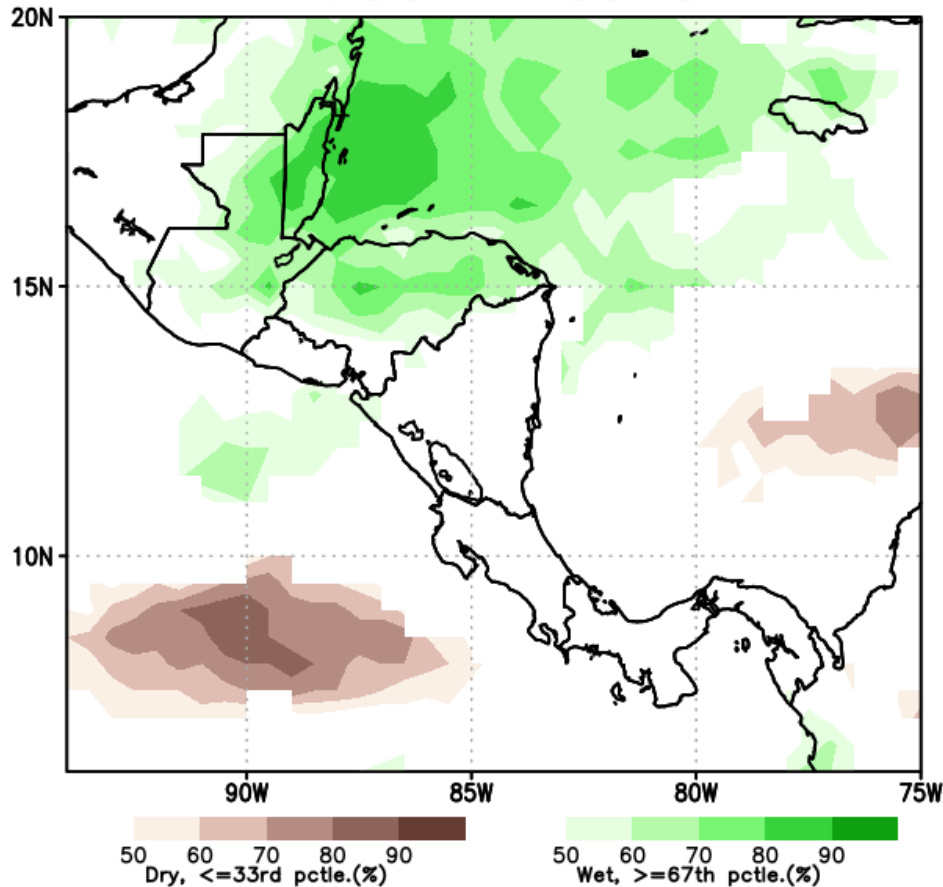 20N
15N
10N
90W 85W 80W 75W
50 60 70 80 90 50 60 70 80 90
Dry, <=33rd pctle.(%) Wet, >=67th pctle.(%)